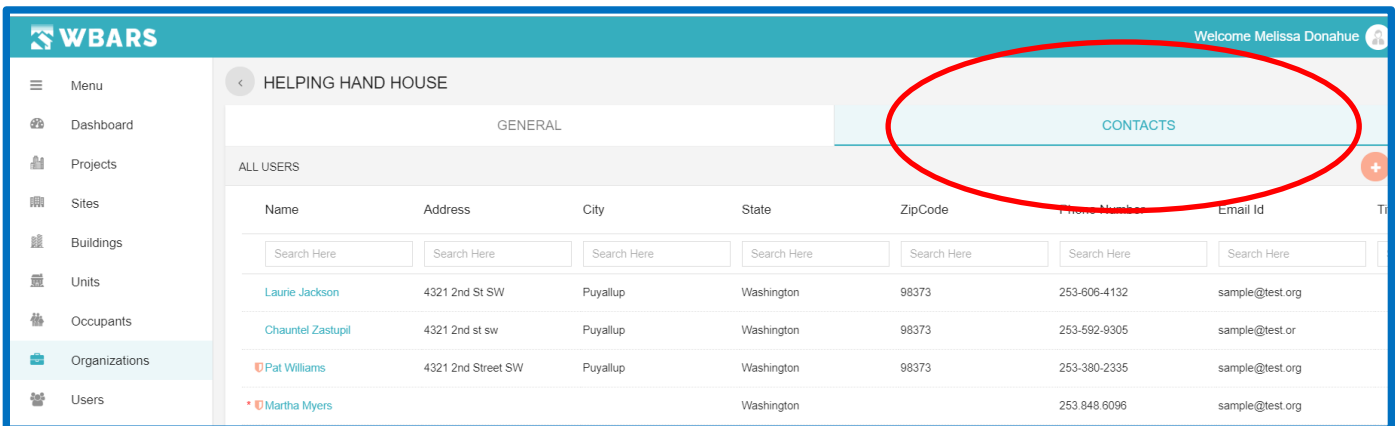 WBARS Welcome Melissa Donahue
Menu
HELPING HAND HOUSE
Dashboard
GENERAL CONTACTS
Projects
ALL USERS
Sites
Name Address City State ZipCode Phone Number Email Id
Buildings
Search Here Search Here Search Here Search Here Search Here Search Here Search Here
Units
Laurie Jackson 4321 2nd St SW Puyallup Washington 98373 253-606-4132 sample@test.org
Occupants
Chauntel Zastupil 4321 2nd st sw Puyallup Washington 98373 253-592-9305 sample@test.or
Organizations
Pat Williams 4321 2nd Street SW Puyallup Washington 98373 253-380-2335 sample@test.org
Users
* Martha Myers Washington 253.848.6096 sample@test.org